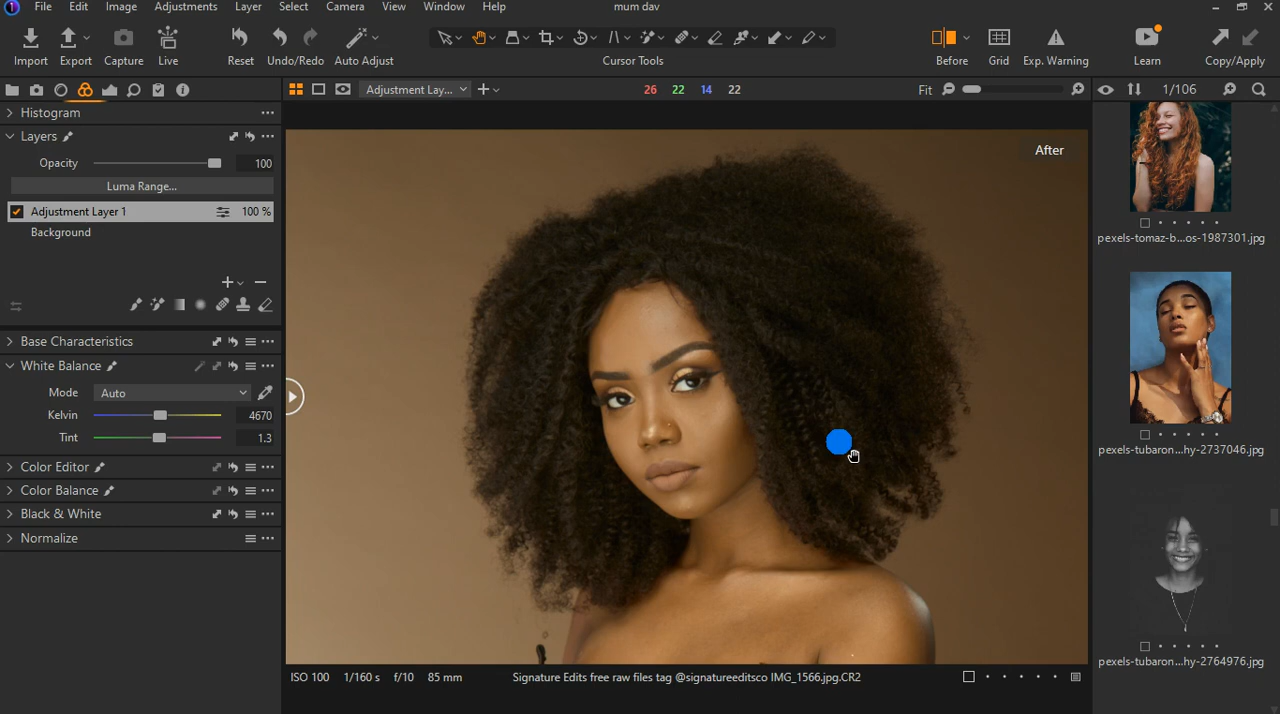 File Edit Image Adjustments Layer Select Camera View Window Help mum dav
Import Export Capture Live Reset Undo/Redo Auto Adjust Cursor Tools Before Grid Exp. Warning Learn Copy/Apply
Adjustment Lay... 26 22 14 22 Fit 1/106
Histogram
Layers
Opacity 100
Luma Range...
Adjustment Layer 1 100 %
Background
Base Characteristics
White Balance
Mode Auto
Kelvin 4670
Tint 1.3
Color Editor
Color Balance
Black & White
Normalize
After
ISO 100 1/160 s f/10 85 mm Signature Edits free raw files tag @signatureeditsco IMG_1566.jpg.CR2
pexels-tomaz-b...os-1987301.jpg
pexels-tubaron...hy-2737046.jpg
pexels-tubaron...hy-2764976.jpg